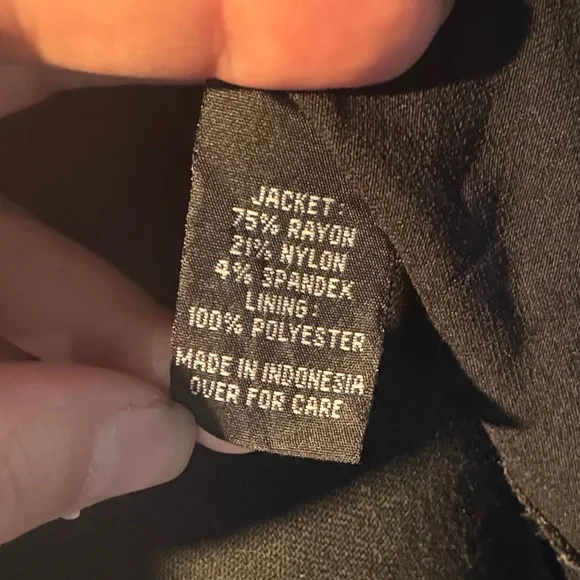 JACKET:
75% RAYON
21% NYLON
4% SPANDEX
LINING:
100% POLYESTER
MADE IN INDONESIA
OVER FOR CARE